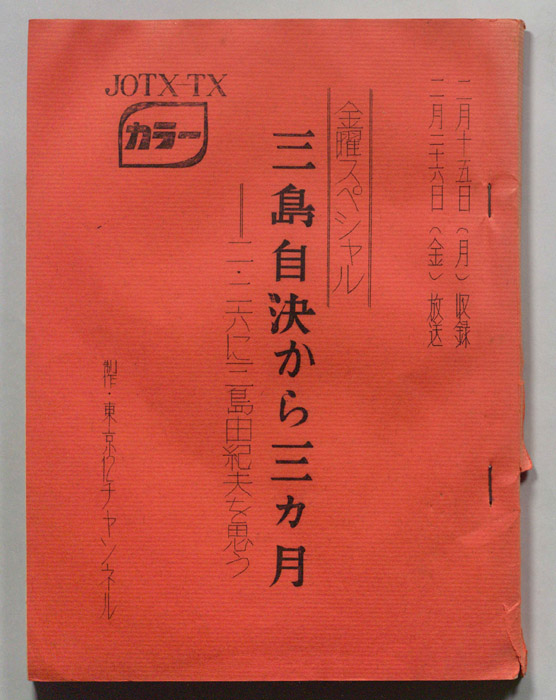 二月十五日（月）収録
二月二十六日（金）放送
金曜スペシャル
三島自決から三カ月
──二・二六に三島由紀夫を思う
JOTX-TX
カラー
制作・東京12チャンネル